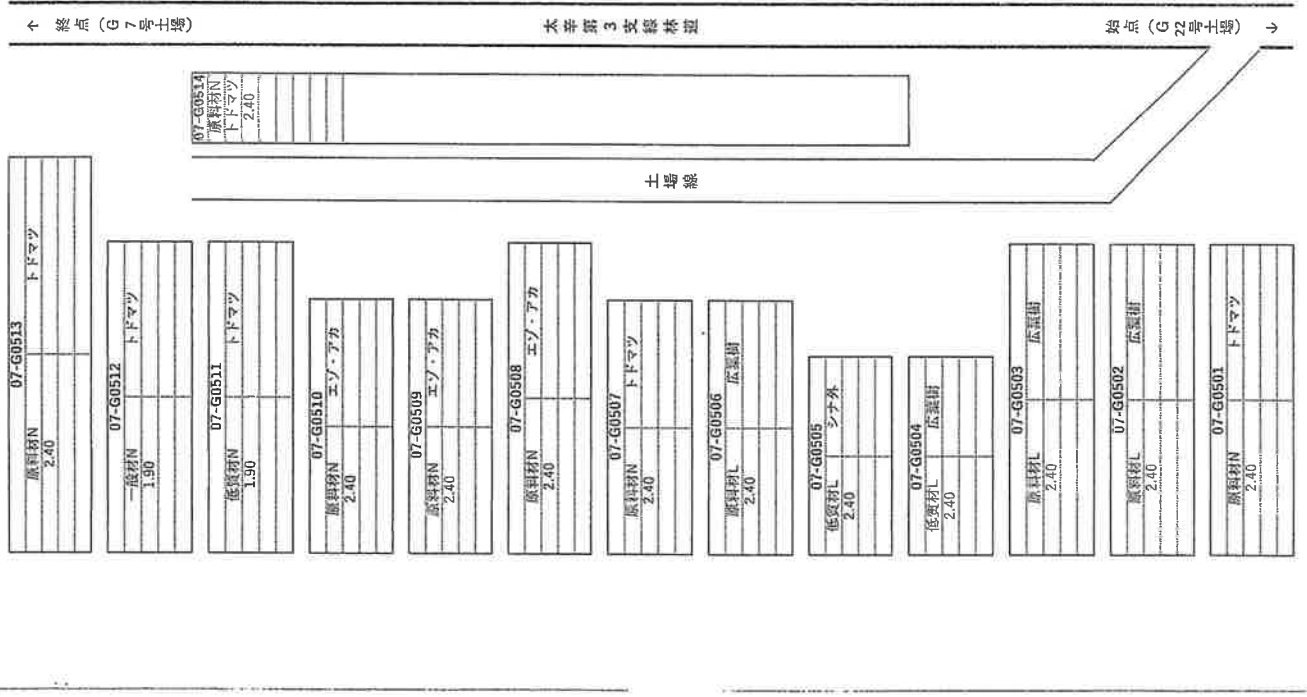 ← 終点 (G 7号土場)
太幸第3支線林道
始点 (G 22号土場) →
07-G0514
原料材N
トドマツ
2.40
土場線
07-G0513
原料材N トドマツ
2.40
07-G0512
一般材N トドマツ
1.90
07-G0511
低質材N トドマツ
1.90
07-G0510
原料材N エゾ・アカ
2.40
07-G0509
原料材N エゾ・アカ
2.40
07-G0508
原料材N エゾ・アカ
2.40
07-G0507
原料材N トドマツ
2.40
07-G0506
原料材L 広葉樹
2.40
07-G0505
低質材L シナ外
2.40
07-G0504
低質材L 広葉樹
2.40
07-G0503
原料材L 広葉樹
2.40
07-G0502
原料材L 広葉樹
2.40
07-G0501
原料材N トドマツ
2.40